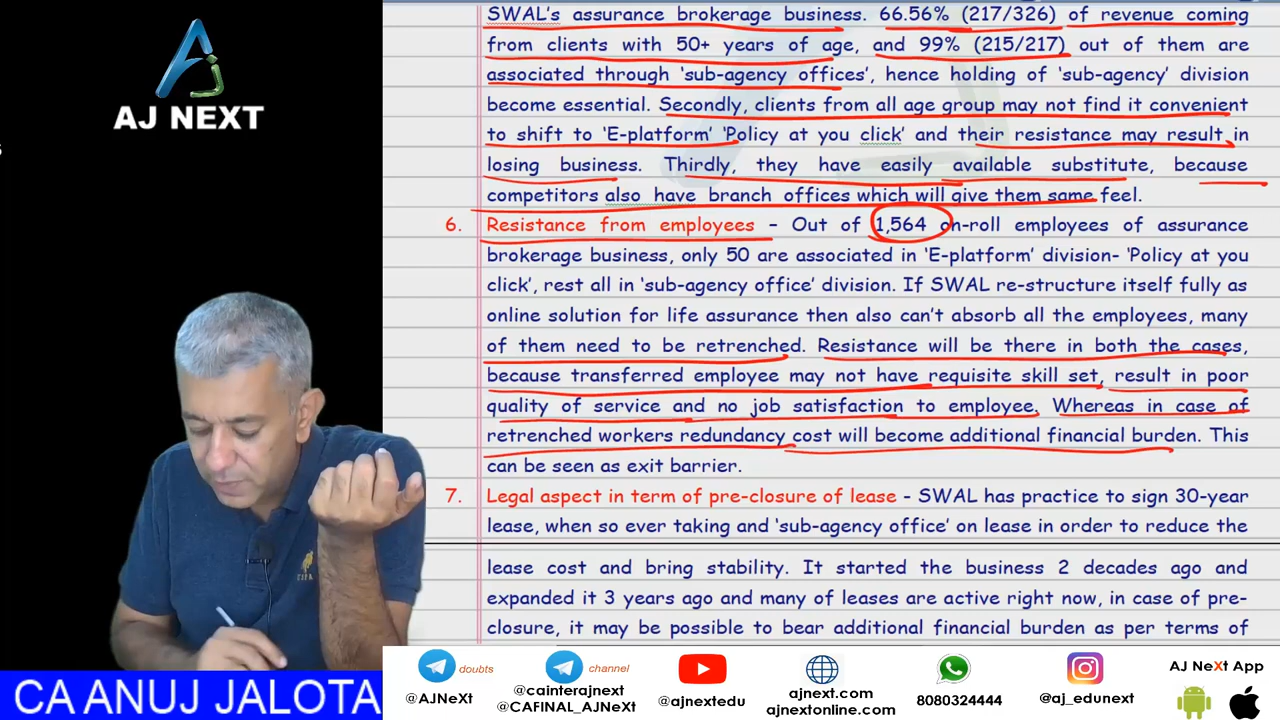 AJ NEXT
CA ANUJ JALOTA
SWAL's assurance brokerage business. 66.56% (217/326) of revenue coming
from clients with 50+ years of age, and 99% (215/217) out of them are
associated through 'sub-agency offices', hence holding of 'sub-agency' division
become essential. Secondly, clients from all age group may not find it convenient
to shift to 'E-platform' 'Policy at you click' and their resistance may result in
losing business. Thirdly, they have easily available substitute, because
competitors also have branch offices which will give them same feel.
6. Resistance from employees – Out of 1,564 on-roll employees of assurance
brokerage business, only 50 are associated in 'E-platform' division- 'Policy at you
click', rest all in 'sub-agency office' division. If SWAL re-structure itself fully as
online solution for life assurance then also can't absorb all the employees, many
of them need to be retrenched. Resistance will be there in both the cases,
because transferred employee may not have requisite skill set, result in poor
quality of service and no job satisfaction to employee. Whereas in case of
retrenched workers redundancy cost will become additional financial burden. This
can be seen as exit barrier.
7. Legal aspect in term of pre-closure of lease - SWAL has practice to sign 30-year
lease, when so ever taking and 'sub-agency office' on lease in order to reduce the
lease cost and bring stability. It started the business 2 decades ago and
expanded it 3 years ago and many of leases are active right now, in case of pre-
closure, it may be possible to bear additional financial burden as per terms of
doubts
@AJNeXt
channel
@cainterajnext
@CAFINAL_AJNeXt
@ajnextedu
ajnext.com
ajnextonline.com
8080324444
@aj_edunext
AJ NeXt App